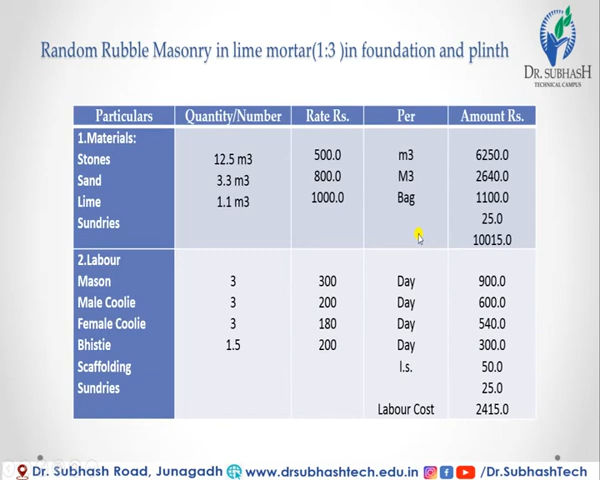 Random Rubble Masonry in lime mortar(1:3 )in foundation and plinth
DR. SUBHASH
TECHNICAL CAMPUS
Particulars Quantity/Number Rate Rs. Per Amount Rs.
1.Materials:
Stones 12.5 m3 500.0 m3 6250.0
Sand 3.3 m3 800.0 M3 2640.0
Lime 1.1 m3 1000.0 Bag 1100.0
Sundries 25.0
10015.0
2.Labour
Mason 3 300 Day 900.0
Male Coolie 3 200 Day 600.0
Female Coolie 3 180 Day 540.0
Bhistie 1.5 200 Day 300.0
Scaffolding l.s. 50.0
Sundries 25.0
Labour Cost 2415.0
Dr. Subhash Road, Junagadh www.drsubhashtech.edu.in /Dr.SubhashTech